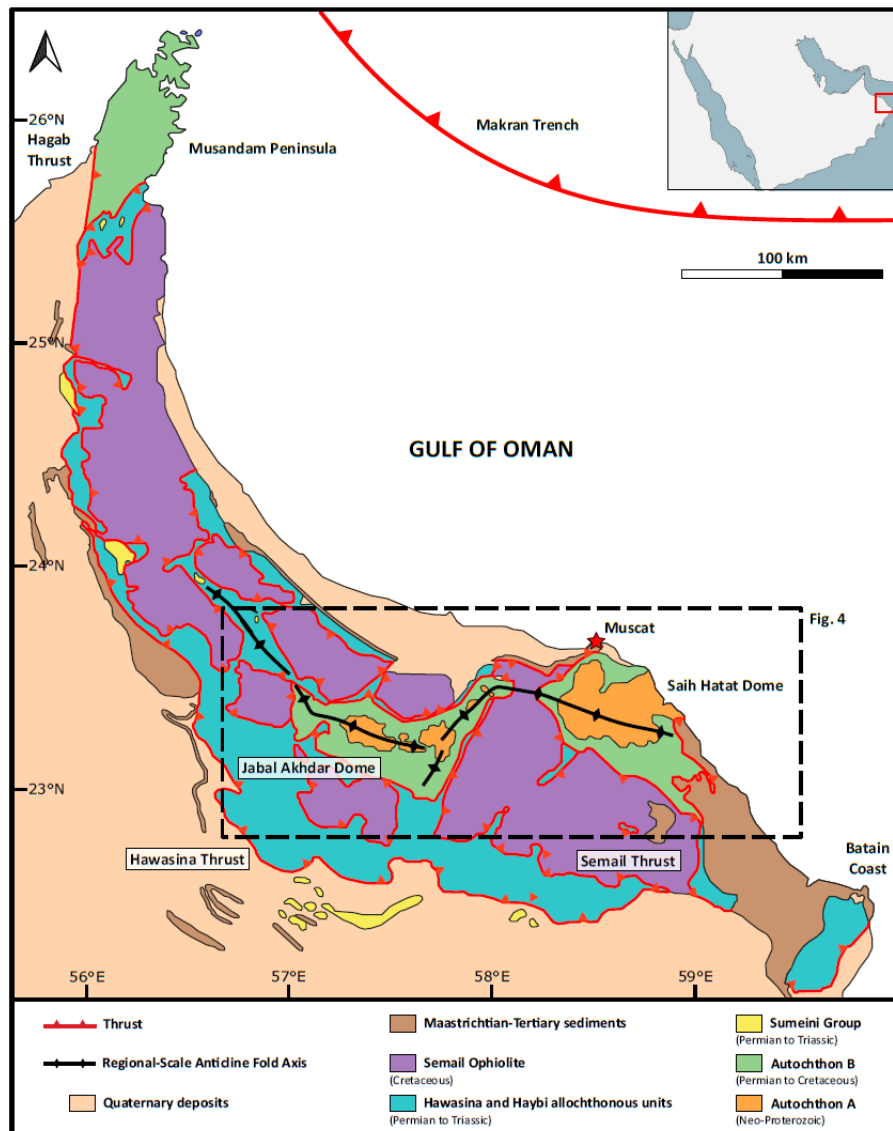 26°N
Hagab
Thrust
Musandam Peninsula
Makran Trench
100 km
25°N
GULF OF OMAN
24°N
Fig. 4
Muscat
Saih Hatat Dome
Jabal Akhdar Dome
23°N
Hawasina Thrust
Semail Thrust
Batain
Coast
56°E
57°E
58°E
59°E
Thrust
Regional-Scale Anticline Fold Axis
Quaternary deposits
Maastrichtian-Tertiary sediments
Semail Ophiolite
(Cretaceous)
Hawasina and Haybi allochthonous units
(Permian to Triassic)
Sumeini Group
(Permian to Triassic)
Autochthon B
(Permian to Cretaceous)
Autochthon A
(Neo-Proterozoic)